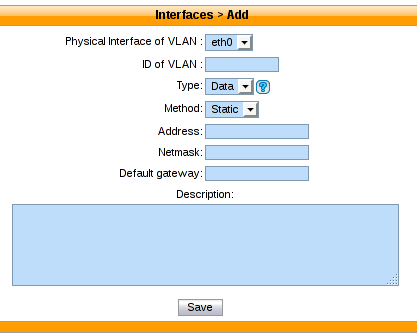 Interfaces > Add
Physical Interface of VLAN : eth0
ID of VLAN :
Type: Data ?
Method: Static
Address:
Netmask:
Default gateway:
Description:
Save